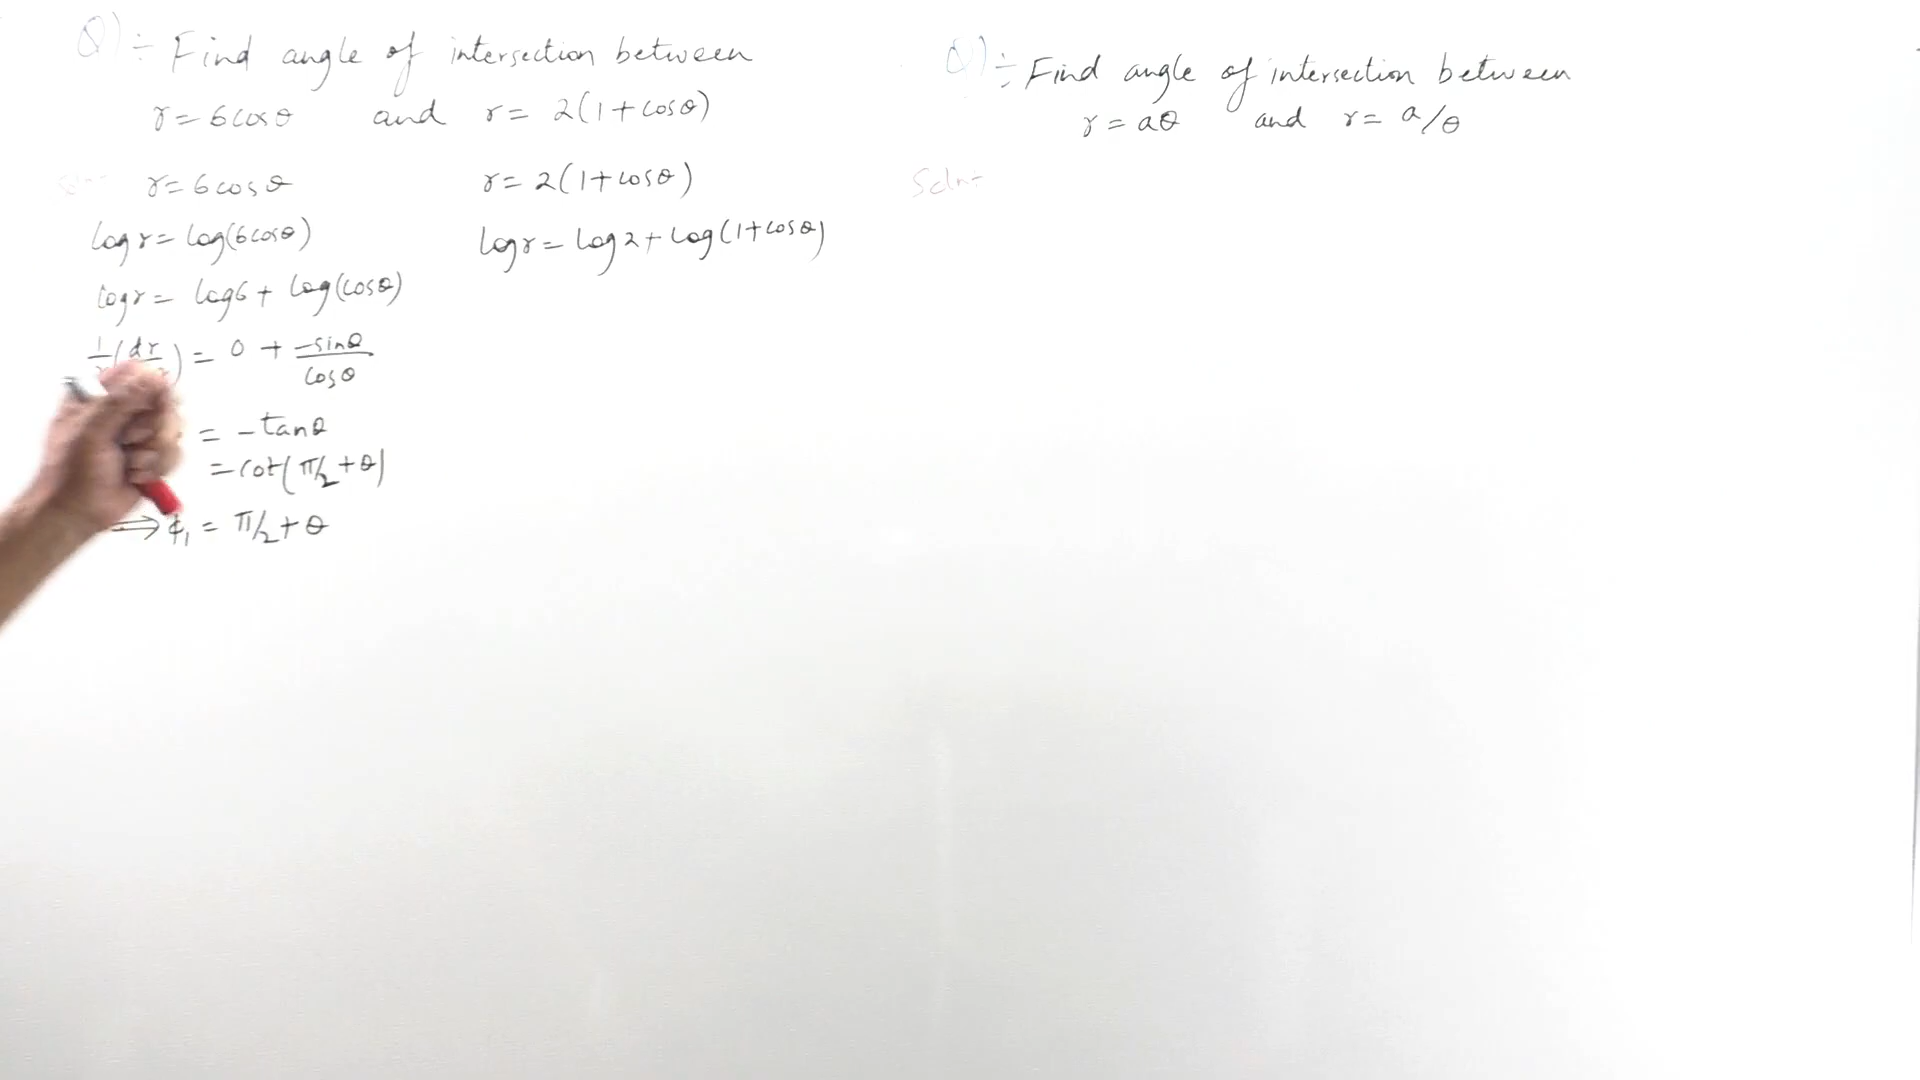 Q) ÷ Find angle of intersection between
r = 6cosθ and r = 2(1+cosθ)
r = 6cosθ
log r = log(6cosθ)
log r = log6 + log(cosθ)
1/r (dr/ ) = 0 + -sinθ/cosθ
= -tanθ
= cot(π/2+θ)
⟹ φ₁ = π/2 + θ
r = 2(1+cosθ)
log r = log 2 + log(1+cosθ)
Q) ÷ Find angle of intersection between
r = aθ and r = a/θ
Soln÷